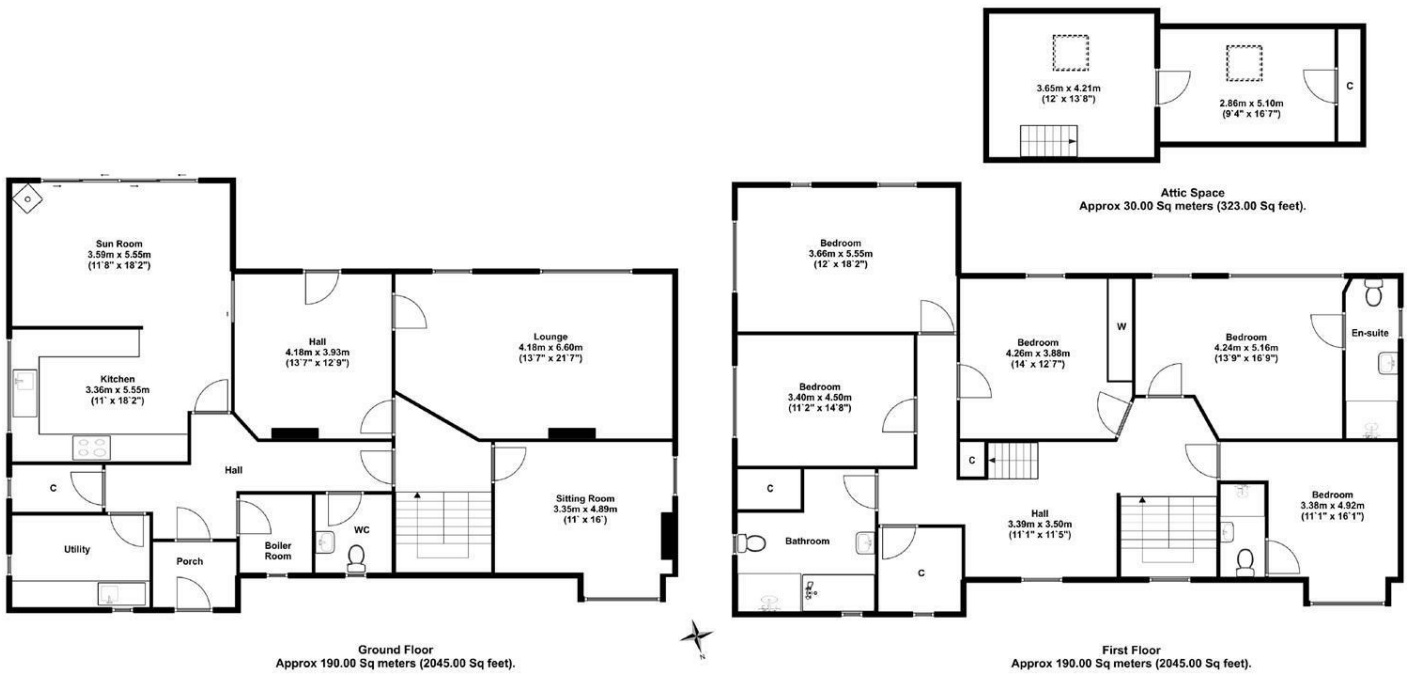 3.65m x 4.21m
(12` x 13`8")
2.86m x 5.10m
(9`4" x 16`7")
C
Attic Space
Approx 30.00 Sq meters (323.00 Sq feet).
Sun Room
3.59m x 5.55m
(11`8" x 18`2")
Hall
4.18m x 3.93m
(13`7" x 12`9")
Lounge
4.18m x 6.60m
(13`7" x 21`7")
Kitchen
3.36m x 5.55m
(11` x 18`2")
Hall
C
Sitting Room
3.35m x 4.89m
(11` x 16`)
WC
Utility
Boiler
Room
Porch
Ground Floor
Approx 190.00 Sq meters (2045.00 Sq feet).
N
Bedroom
3.66m x 5.55m
(12` x 18`2")
Bedroom
4.26m x 3.88m
(14` x 12`7")
W
Bedroom
4.24m x 5.16m
(13`9" x 16`9")
En-suite
Bedroom
3.40m x 4.50m
(11`2" x 14`8")
C
C
Hall
3.39m x 3.50m
(11`1" x 11`5")
Bedroom
3.38m x 4.92m
(11`1" x 16`1")
Bathroom
C
First Floor
Approx 190.00 Sq meters (2045.00 Sq feet).